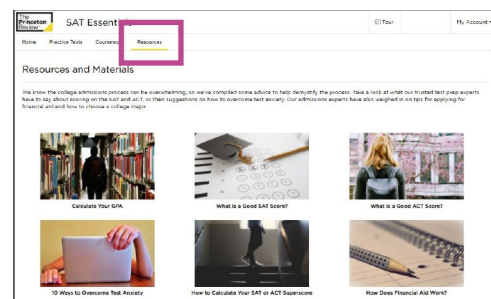 The
Princeton
Review
SAT Essentials
Tour
My Account
Home Practice Tests Coursework Resources
Resources and Materials
We know the college admissions process can be overwhelming, so we've compiled some advice to help demystify the process. Take a look at what our trusted test prep experts
have to say about scoring on the SAT and ACT, or their suggestions on how to overcome test anxiety. Our admissions experts have also weighed in on tips for applying for
financial aid and how to choose a college major.
Calculate Your GPA
What is a Good SAT Score?
What is a Good ACT Score?
10 Ways to Overcome Test Anxiety
How to Calculate Your SAT or ACT Superscore
How Does Financial Aid Work?